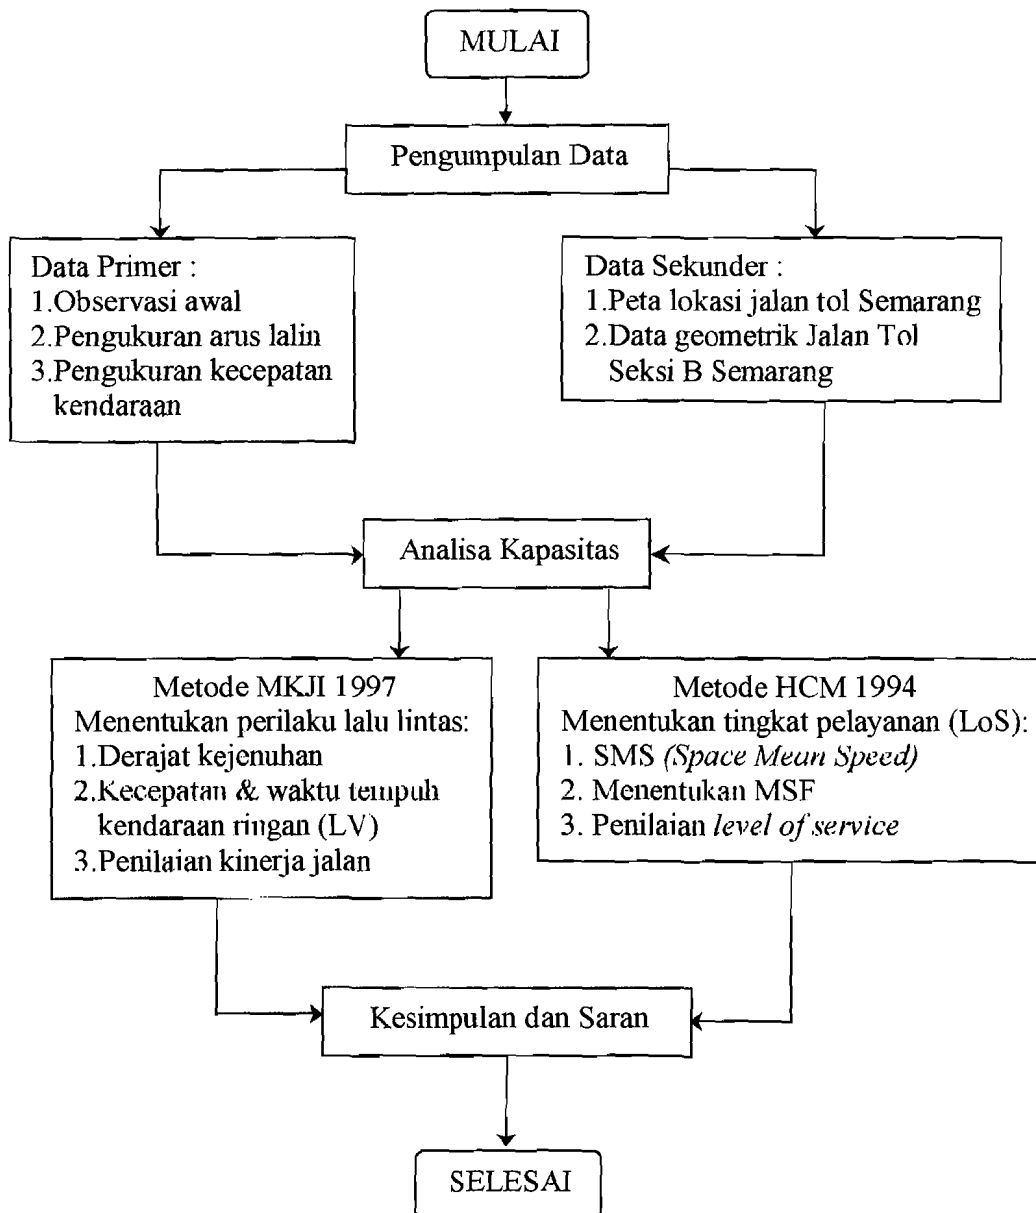 MULAI
Pengumpulan Data
Data Primer :
1.Observasi awal
2.Pengukuran arus lalin
3.Pengukuran kecepatan
kendaraan
Data Sekunder :
1.Peta lokasi jalan tol Semarang
2.Data geometrik Jalan Tol
Seksi B Semarang
Analisa Kapasitas
Metode MKJI 1997
Menentukan perilaku lalu lintas:
1.Derajat kejenuhan
2.Kecepatan & waktu tempuh
kendaraan ringan (LV)
3.Penilaian kinerja jalan
Metode HCM 1994
Menentukan tingkat pelayanan (LoS):
1. SMS (Space Mean Speed)
2. Menentukan MSF
3. Penilaian level of service
Kesimpulan dan Saran
SELESAI